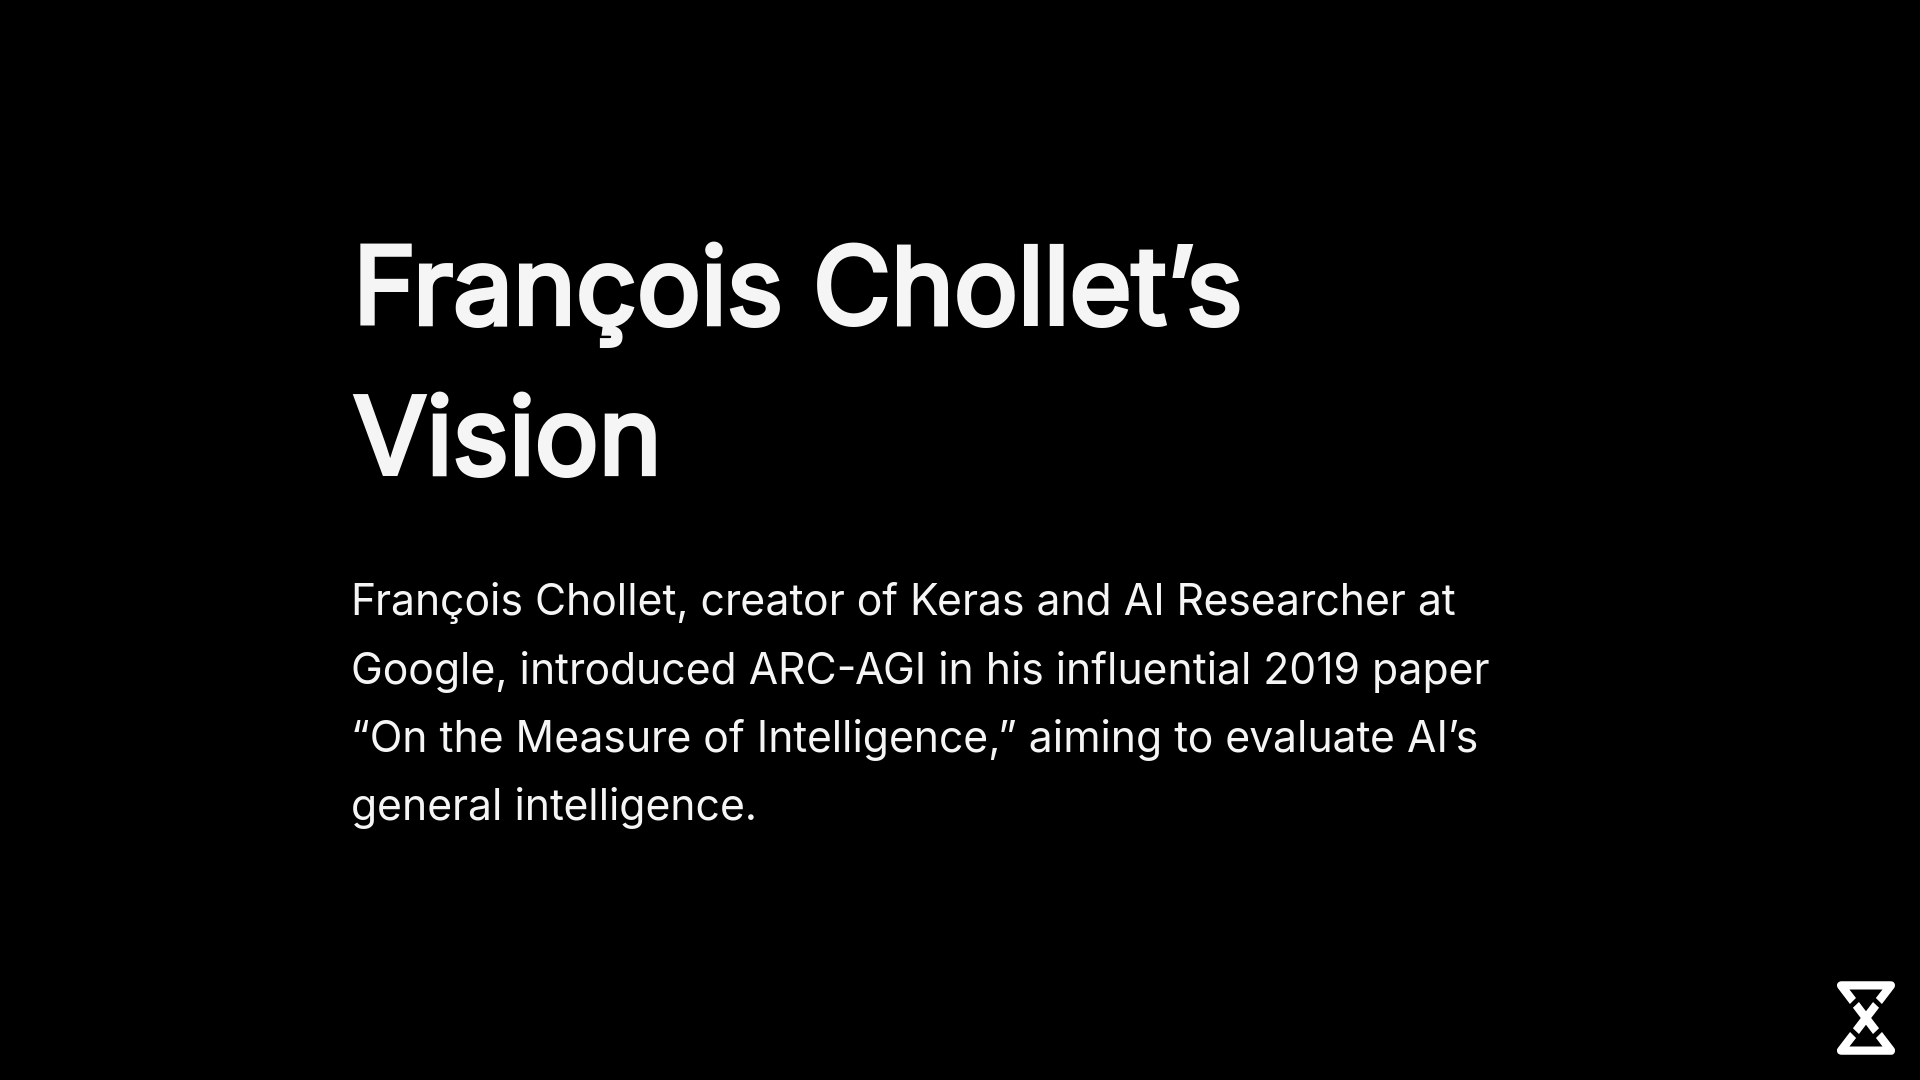 François Chollet’s
Vision
François Chollet, creator of Keras and AI Researcher at
Google, introduced ARC-AGI in his influential 2019 paper
“On the Measure of Intelligence,” aiming to evaluate AI’s
general intelligence.